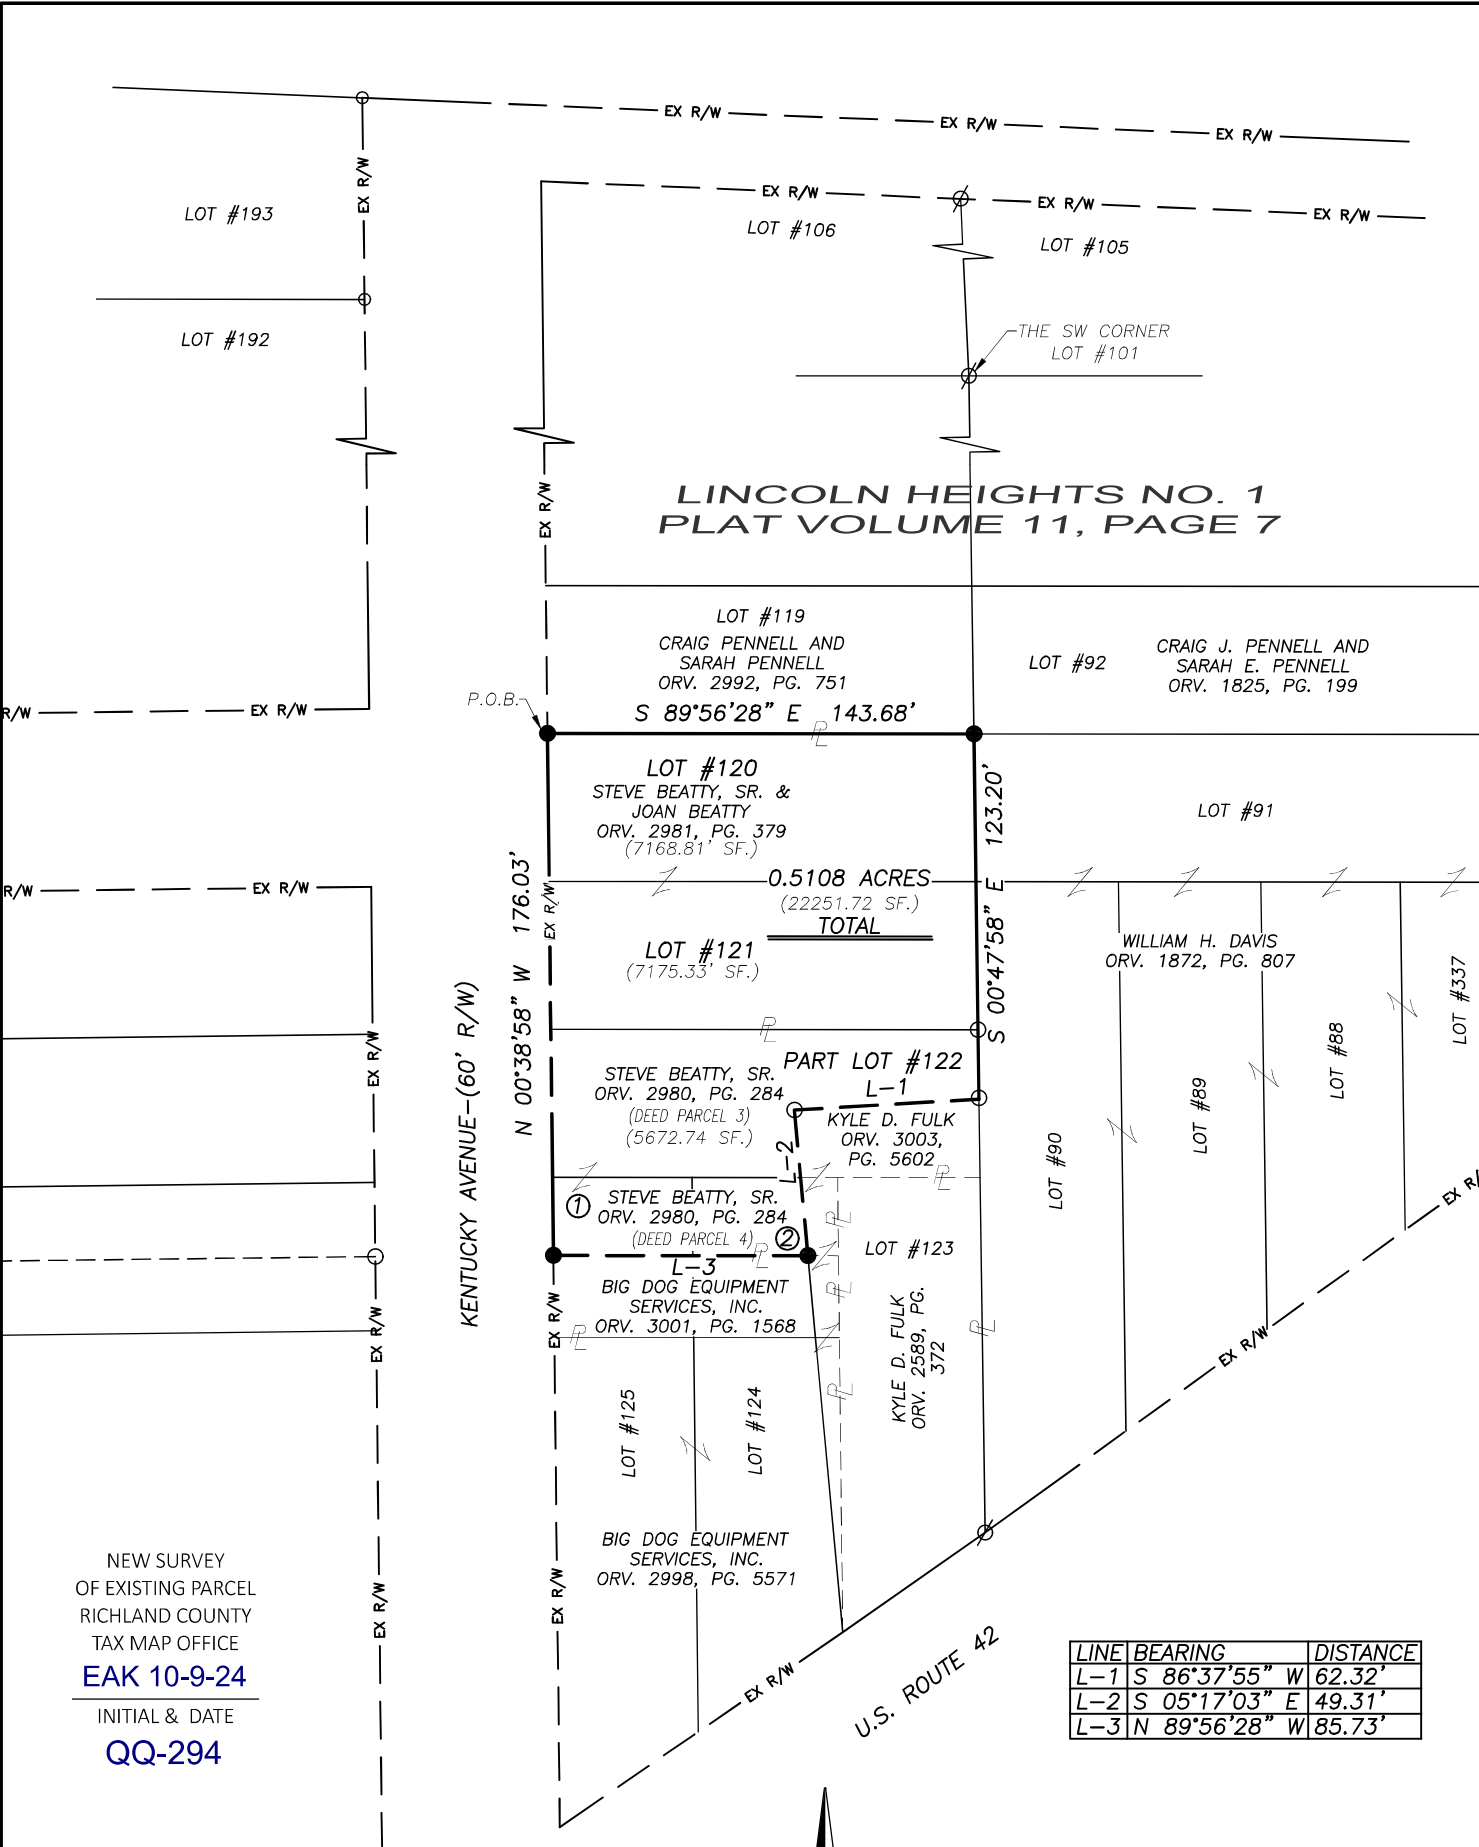 EX R/W
EX R/W
EX R/W
EX R/W
LOT #193
EX R/W
EX R/W
EX R/W
LOT #106
LOT #105
LOT #192
THE SW CORNER
LOT #101
EX R/W
LINCOLN HEIGHTS NO. 1
PLAT VOLUME 11, PAGE 7
LOT #119
CRAIG PENNELL AND
SARAH PENNELL
ORV. 2992, PG. 751
LOT #92
CRAIG J. PENNELL AND
SARAH E. PENNELL
ORV. 1825, PG. 199
P.O.B.
R/W
EX R/W
S 89°56'28" E 143.68'
PL
LOT #120
STEVE BEATTY, SR. &
JOAN BEATTY
ORV. 2981, PG. 379
(7168.81' SF.)
S 00°47'58" E 123.20'
LOT #91
R/W
EX R/W
N 00°38'58" W 176.03'
EX R/W
0.5108 ACRES
(22251.72 SF.)
TOTAL
LOT #121
(7175.33' SF.)
WILLIAM H. DAVIS
ORV. 1872, PG. 807
LOT #337
KENTUCKY AVENUE-(60' R/W)
EX R/W
PL
PART LOT #122
L-1
STEVE BEATTY, SR.
ORV. 2980, PG. 284
(DEED PARCEL 3)
(5672.74 SF.)
L-2
KYLE D. FULK
ORV. 3003,
PG. 5602
PL
LOT #90
LOT #89
LOT #88
EX R/
1
STEVE BEATTY, SR.
ORV. 2980, PG. 284
(DEED PARCEL 4)
2
PL
PL
LOT #123
L-3
BIG DOG EQUIPMENT
SERVICES, INC.
ORV. 3001, PG. 1568
EX R/W
EX R/W
PL
PL
PL
PL
KYLE D. FULK
ORV. 2589, PG.
372
EX R/W
LOT #125
LOT #124
BIG DOG EQUIPMENT
SERVICES, INC.
ORV. 2998, PG. 5571
EX R/W
EX R/W
EX R/W
U.S. ROUTE 42
NEW SURVEY
OF EXISTING PARCEL
RICHLAND COUNTY
TAX MAP OFFICE
EAK 10-9-24
INITIAL & DATE
QQ-294
LINE BEARING DISTANCE
L-1 S 86°37'55" W 62.32'
L-2 S 05°17'03" E 49.31'
L-3 N 89°56'28" W 85.73'